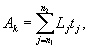 A_k = \sum_{j=n_1}^{n_2} L_j t_j,